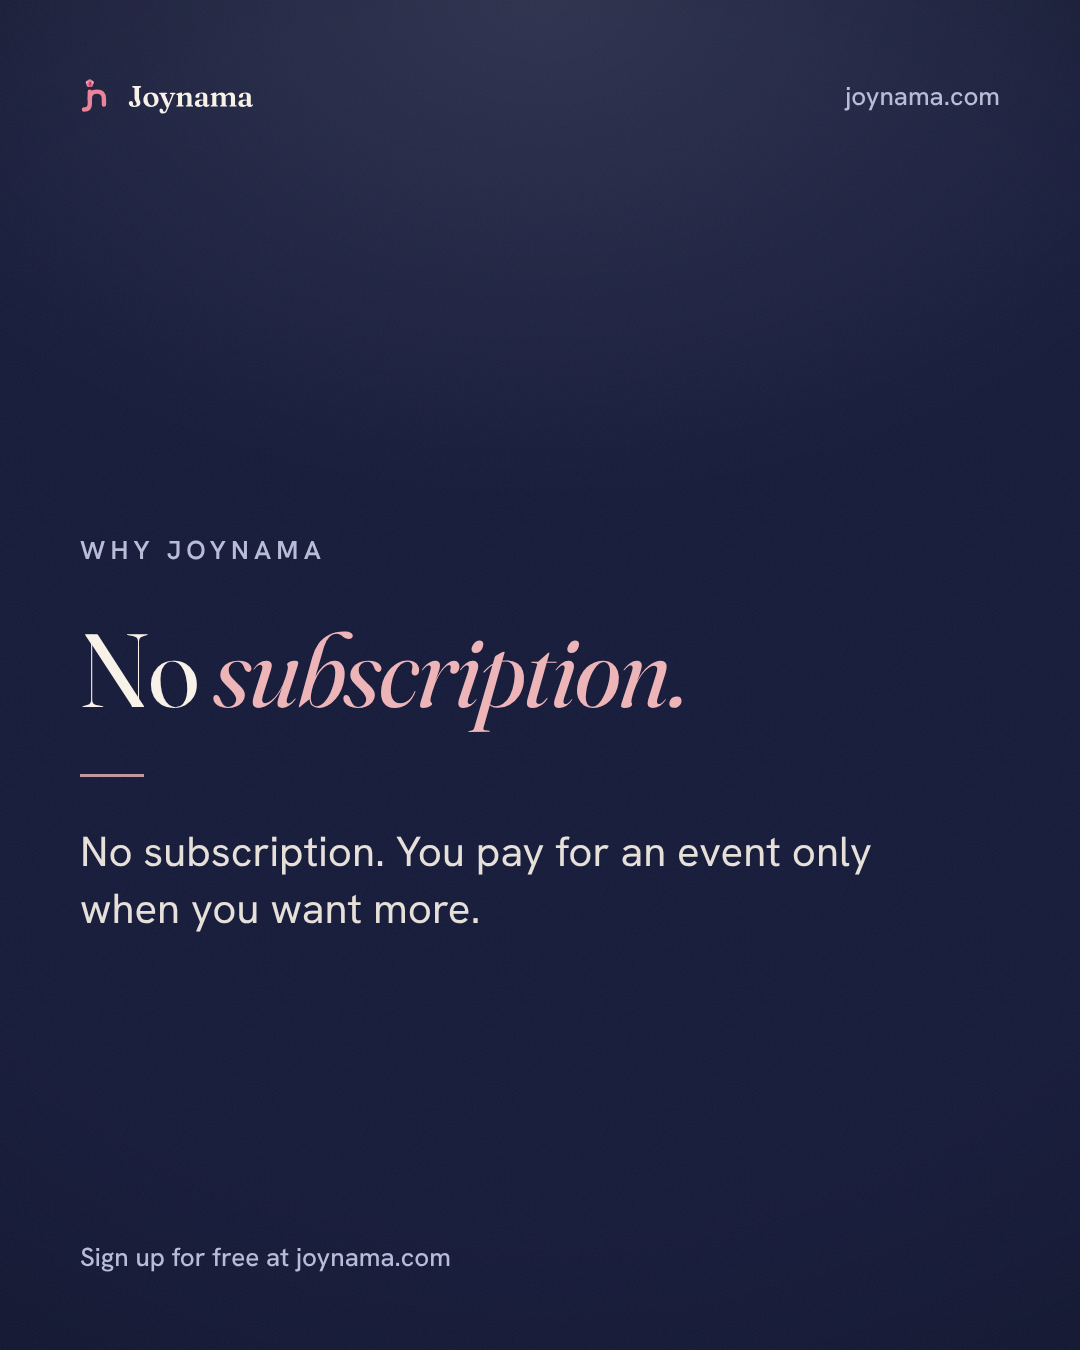 Joynama
joynama.com
WHY JOYNAMA
No subscription.
No subscription. You pay for an event only
when you want more.
Sign up for free at joynama.com